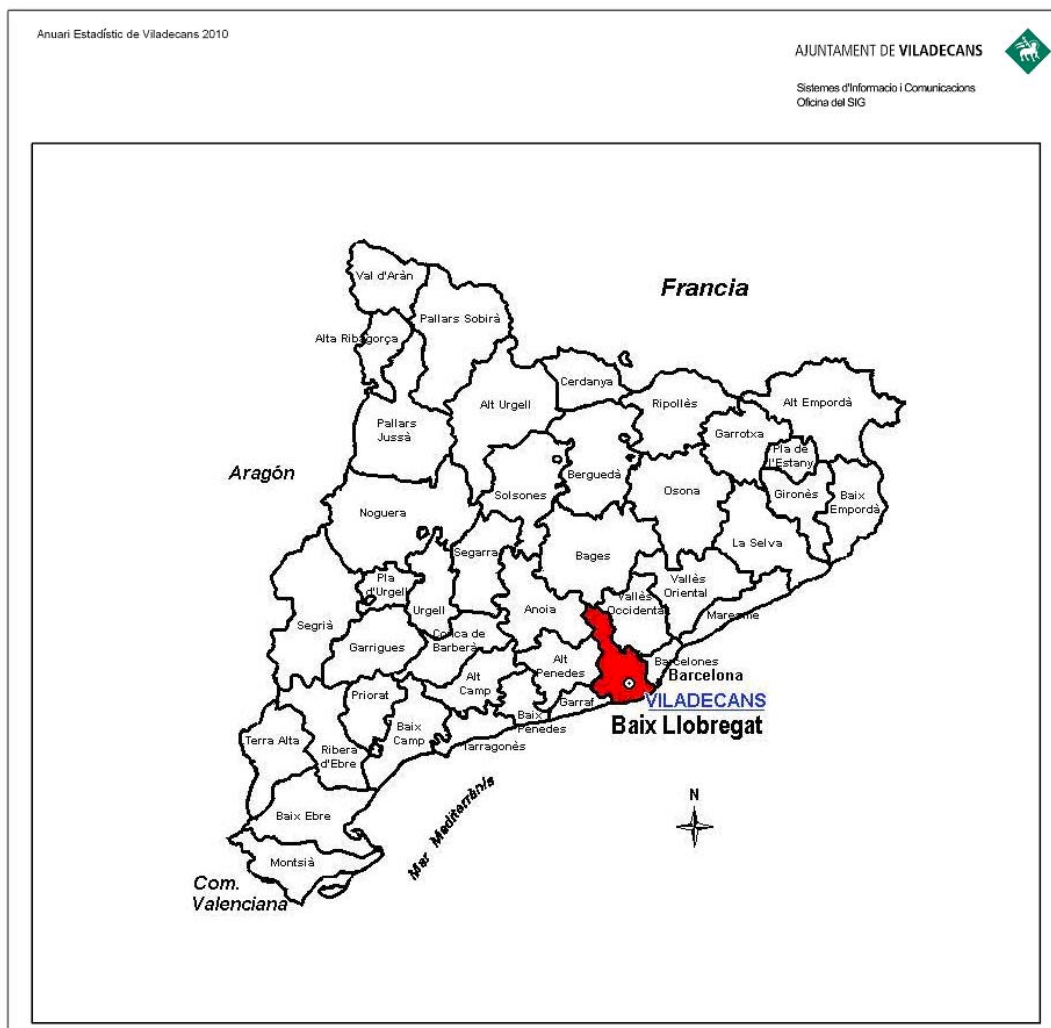 Anuari Estadístic de Viladecans 2010
AJUNTAMENT DE VILADECANS
Sistemes d'Informacio i Comunicacions
Oficina del SIG
Val d'Aràn
Francia
Pallars Sobirà
Alta Ribagorça
Cerdanya
Alt Urgell
Ripollès
Alt Empordà
Pallars
Jussà
Garrotxa
Pla de
l'Estany
Aragón
Berguedà
Solsones
Osona
Gironès
Baix
Empordà
Noguera
La Selva
Segarra
Bages
Pla
d'Urgell
Urgell
Vallès
Oriental
Vallès
Occidental
Anoia
Maresme
Segrià
Garrigues
Conca de
Barberà
Alt
Penedes
Barcelones
Barcelona
Alt
Camp
Priorat
Garraf
VILADECANS
Baix Llobregat
Baix
Penedes
Baix
Camp
Tarragonès
Terra Alta
Ribera
d'Ebre
Mar Mediterrànis
N
Baix Ebre
Montsià
Com.
Valenciana